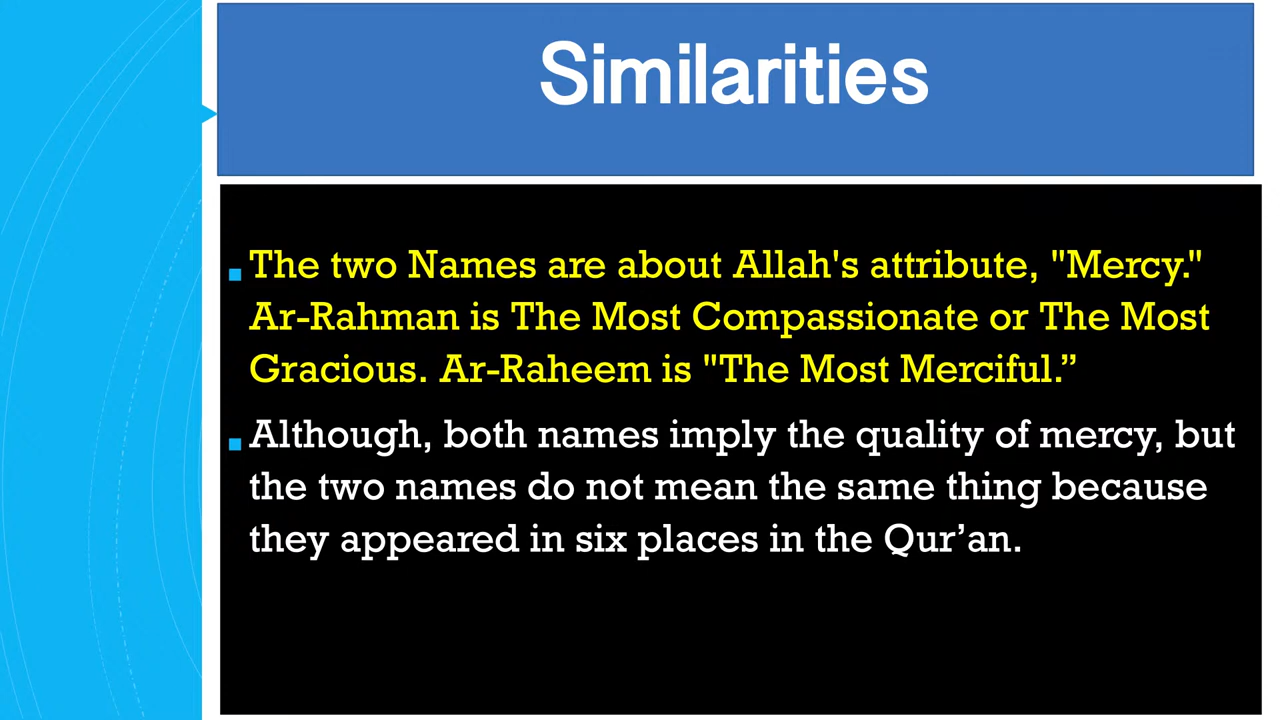 Similarities
The two Names are about Allah's attribute, "Mercy."
Ar-Rahman is The Most Compassionate or The Most
Gracious. Ar-Raheem is "The Most Merciful.”
Although, both names imply the quality of mercy, but
the two names do not mean the same thing because
they appeared in six places in the Qur’an.